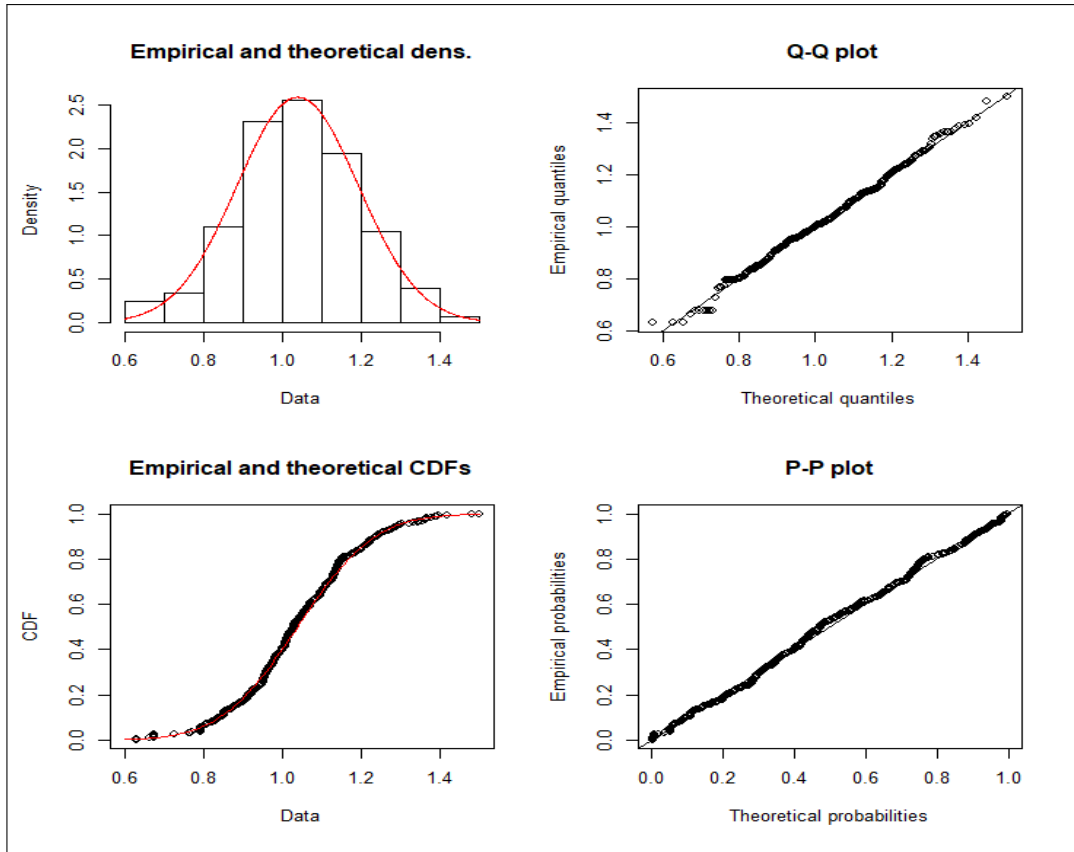 Empirical and theoretical dens.
Density
0.0 0.5 1.0 1.5 2.0 2.5
0.6 0.8 1.0 1.2 1.4
Data
Q-Q plot
Empirical quantiles
0.6 0.8 1.0 1.2 1.4
0.6 0.8 1.0 1.2 1.4
Theoretical quantiles
Empirical and theoretical CDFs
CDF
0.0 0.2 0.4 0.6 0.8 1.0
0.6 0.8 1.0 1.2 1.4
Data
P-P plot
Empirical probabilities
0.0 0.2 0.4 0.6 0.8 1.0
0.0 0.2 0.4 0.6 0.8 1.0
Theoretical probabilities